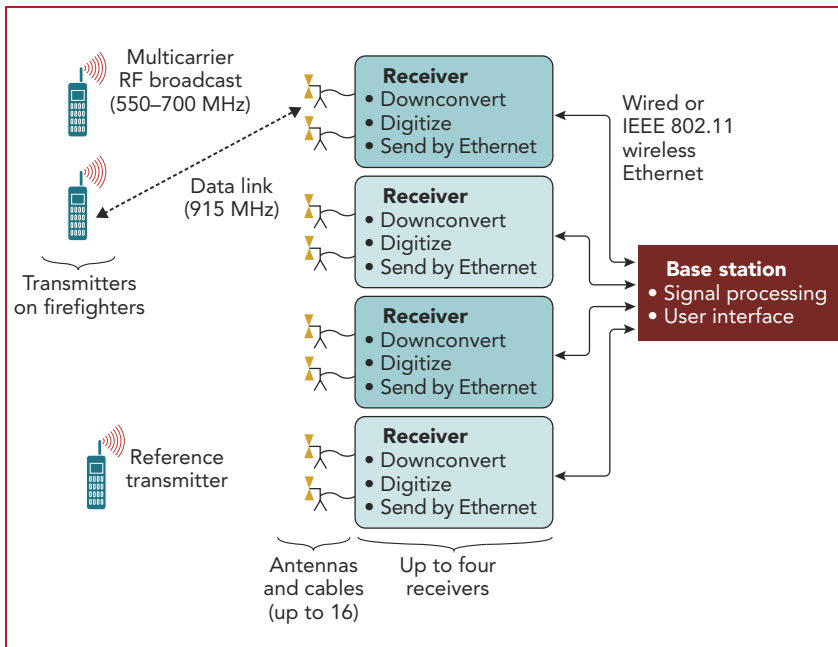 Multicarrier
RF broadcast
(550–700 MHz)
Data link
(915 MHz)
Transmitters
on firefighters
Reference
transmitter
Receiver
• Downconvert
• Digitize
• Send by Ethernet
Receiver
• Downconvert
• Digitize
• Send by Ethernet
Receiver
• Downconvert
• Digitize
• Send by Ethernet
Receiver
• Downconvert
• Digitize
• Send by Ethernet
Wired or
IEEE 802.11
wireless
Ethernet
Base station
• Signal processing
• User interface
Antennas
and cables
(up to 16)
Up to four
receivers